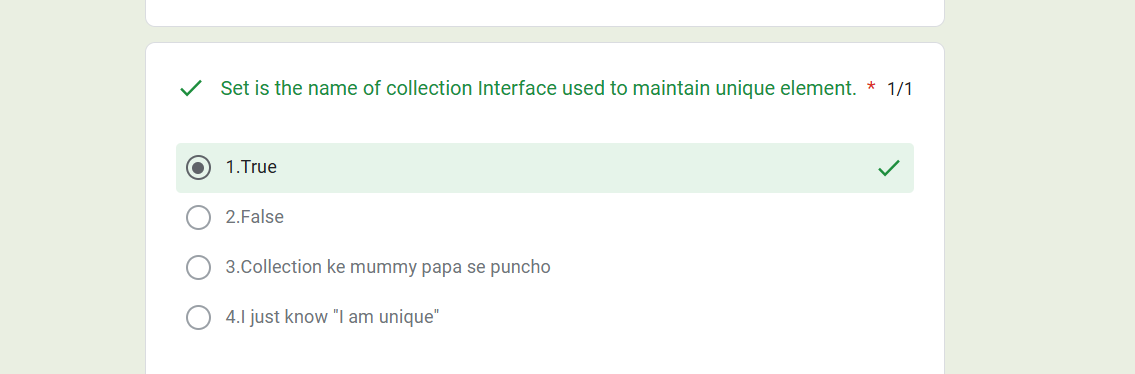 Set is the name of collection Interface used to maintain unique element. * 1/1
1.True
2.False
3.Collection ke mummy papa se puncho
4.I just know "I am unique"